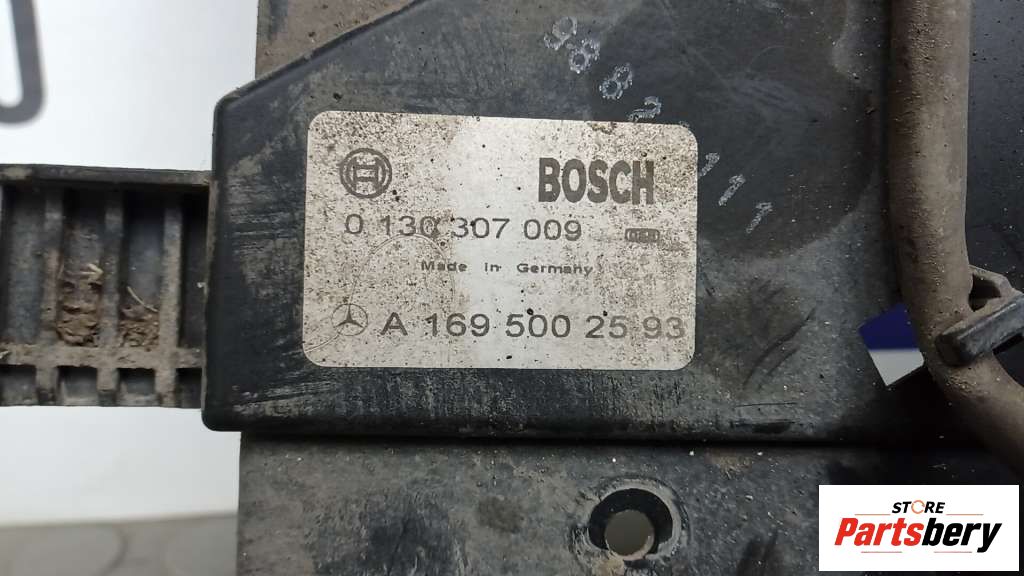 BOSCH
0 130 307 009
Made in Germany
A 169 500 25 93
STORE
Partsbery